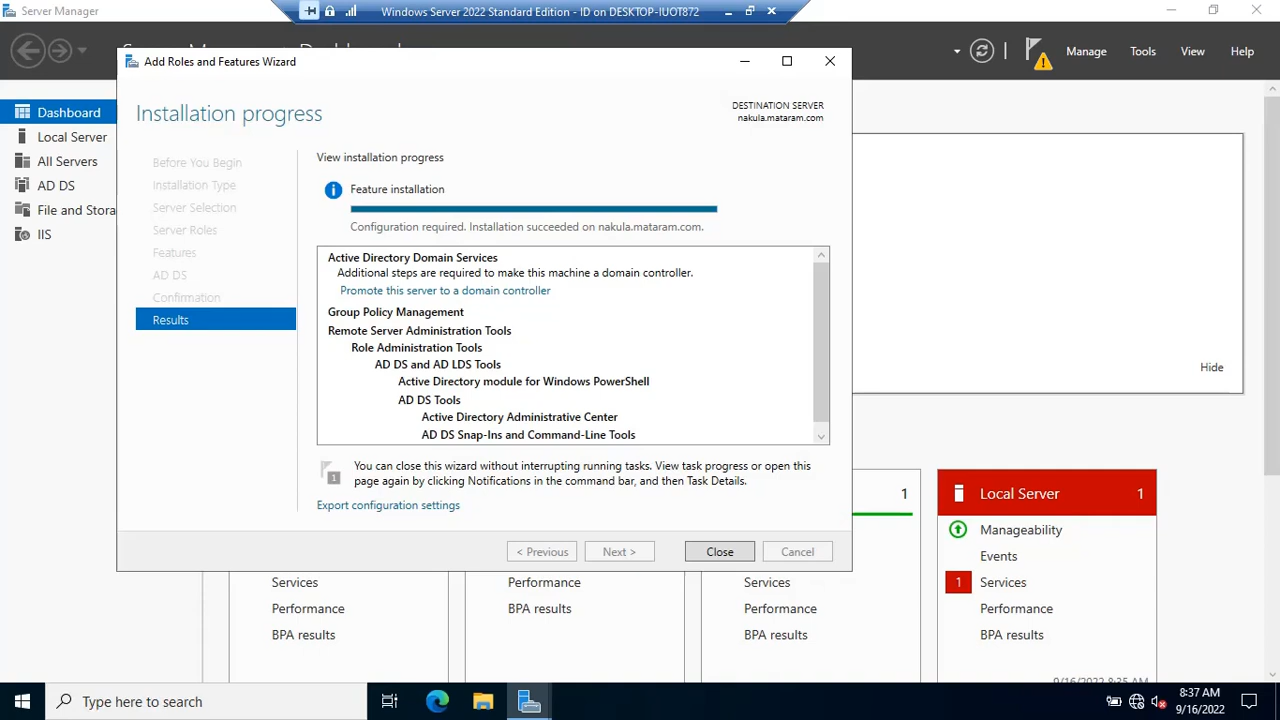 Server Manager
Windows Server 2022 Standard Edition - ID on DESKTOP-IUOT872
Manage
Tools
View
Help
Add Roles and Features Wizard
Installation progress
DESTINATION SERVER
nakula.mataram.com
Dashboard
Local Server
All Servers
AD DS
File and Stora
IIS
Before You Begin
Installation Type
Server Selection
Server Roles
Features
AD DS
Confirmation
Results
View installation progress
Feature installation
Configuration required. Installation succeeded on nakula.mataram.com.
Active Directory Domain Services
Additional steps are required to make this machine a domain controller.
Promote this server to a domain controller
Group Policy Management
Remote Server Administration Tools
Role Administration Tools
AD DS and AD LDS Tools
Active Directory module for Windows PowerShell
AD DS Tools
Active Directory Administrative Center
AD DS Snap-Ins and Command-Line Tools
1
You can close this wizard without interrupting running tasks. View task progress or open this
page again by clicking Notifications in the command bar, and then Task Details.
Export configuration settings
< Previous
Next >
Close
Cancel
Hide
1
Local Server 1
Manageability
Events
1 Services
Performance
BPA results
Services
Performance
BPA results
Performance
BPA results
Services
Performance
BPA results
9/16/2022 8:35 AM
Type here to search
8:37 AM
9/16/2022